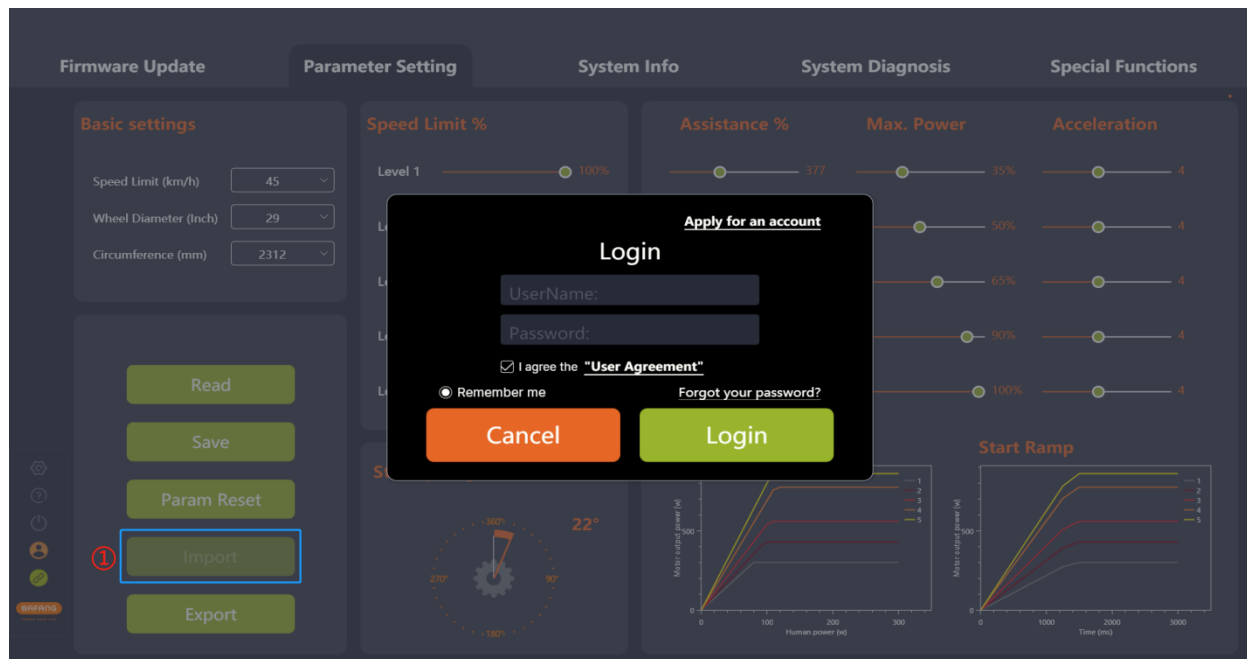 Firmware Update Parameter Setting System Info System Diagnosis Special Functions
Basic settings
Speed Limit (km/h) 45
Wheel Diameter (Inch) 29
Circumference (mm) 2312
Read
Save
Param Reset
① Import
Export
BAFANG
Speed Limit %
Level 1 100%
Assistance % Max. Power Acceleration
377 35% 4
50% 4
65% 4
90% 4
100% 4
Apply for an account
Login
UserName:
Password:
I agree the "User Agreement"
Remember me Forgot your password?
Cancel Login
22°
360°
270° 90°
180°
Motor output power (w)
500
0
0 100 200 300
Human power (w)
1
2
3
4
5
Start Ramp
Motor output power (w)
500
0
0 1000 2000 3000
Time (ms)
1
2
3
4
5